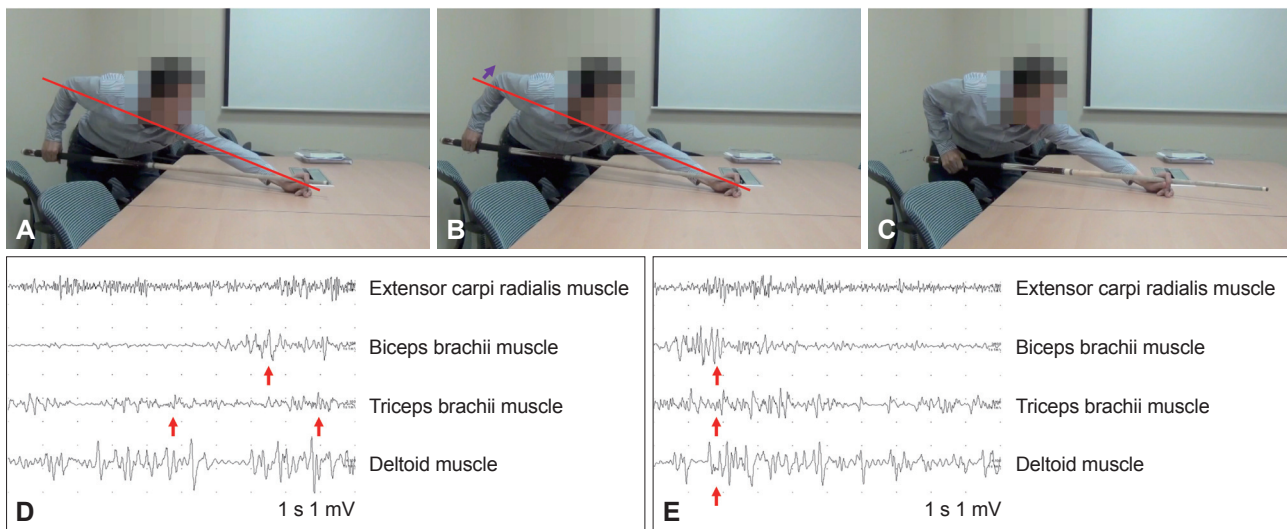 A
B
C
Extensor carpi radialis muscle
Biceps brachii muscle
Triceps brachii muscle
Deltoid muscle
D
1 s 1 mV
Extensor carpi radialis muscle
Biceps brachii muscle
Triceps brachii muscle
Deltoid muscle
E
1 s 1 mV